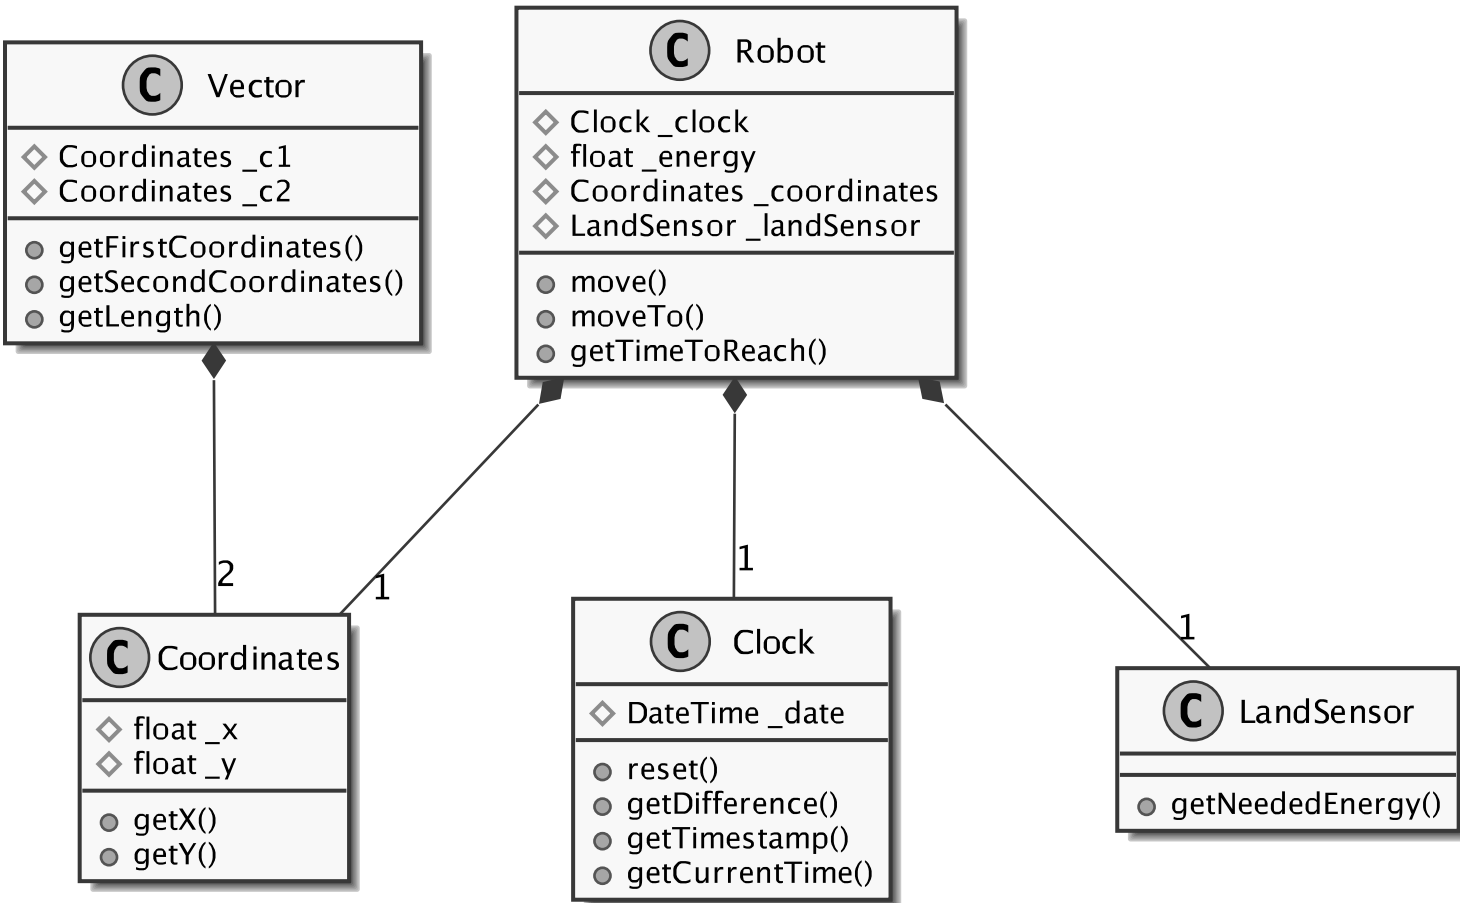 C Vector
Coordinates _c1
Coordinates _c2
getFirstCoordinates()
getSecondCoordinates()
getLength()
C Robot
Clock _clock
float _energy
Coordinates _coordinates
LandSensor _landSensor
move()
moveTo()
getTimeToReach()
2
1
1
1
C Coordinates
float _x
float _y
getX()
getY()
C Clock
DateTime _date
reset()
getDifference()
getTimestamp()
getCurrentTime()
C LandSensor
getNeededEnergy()